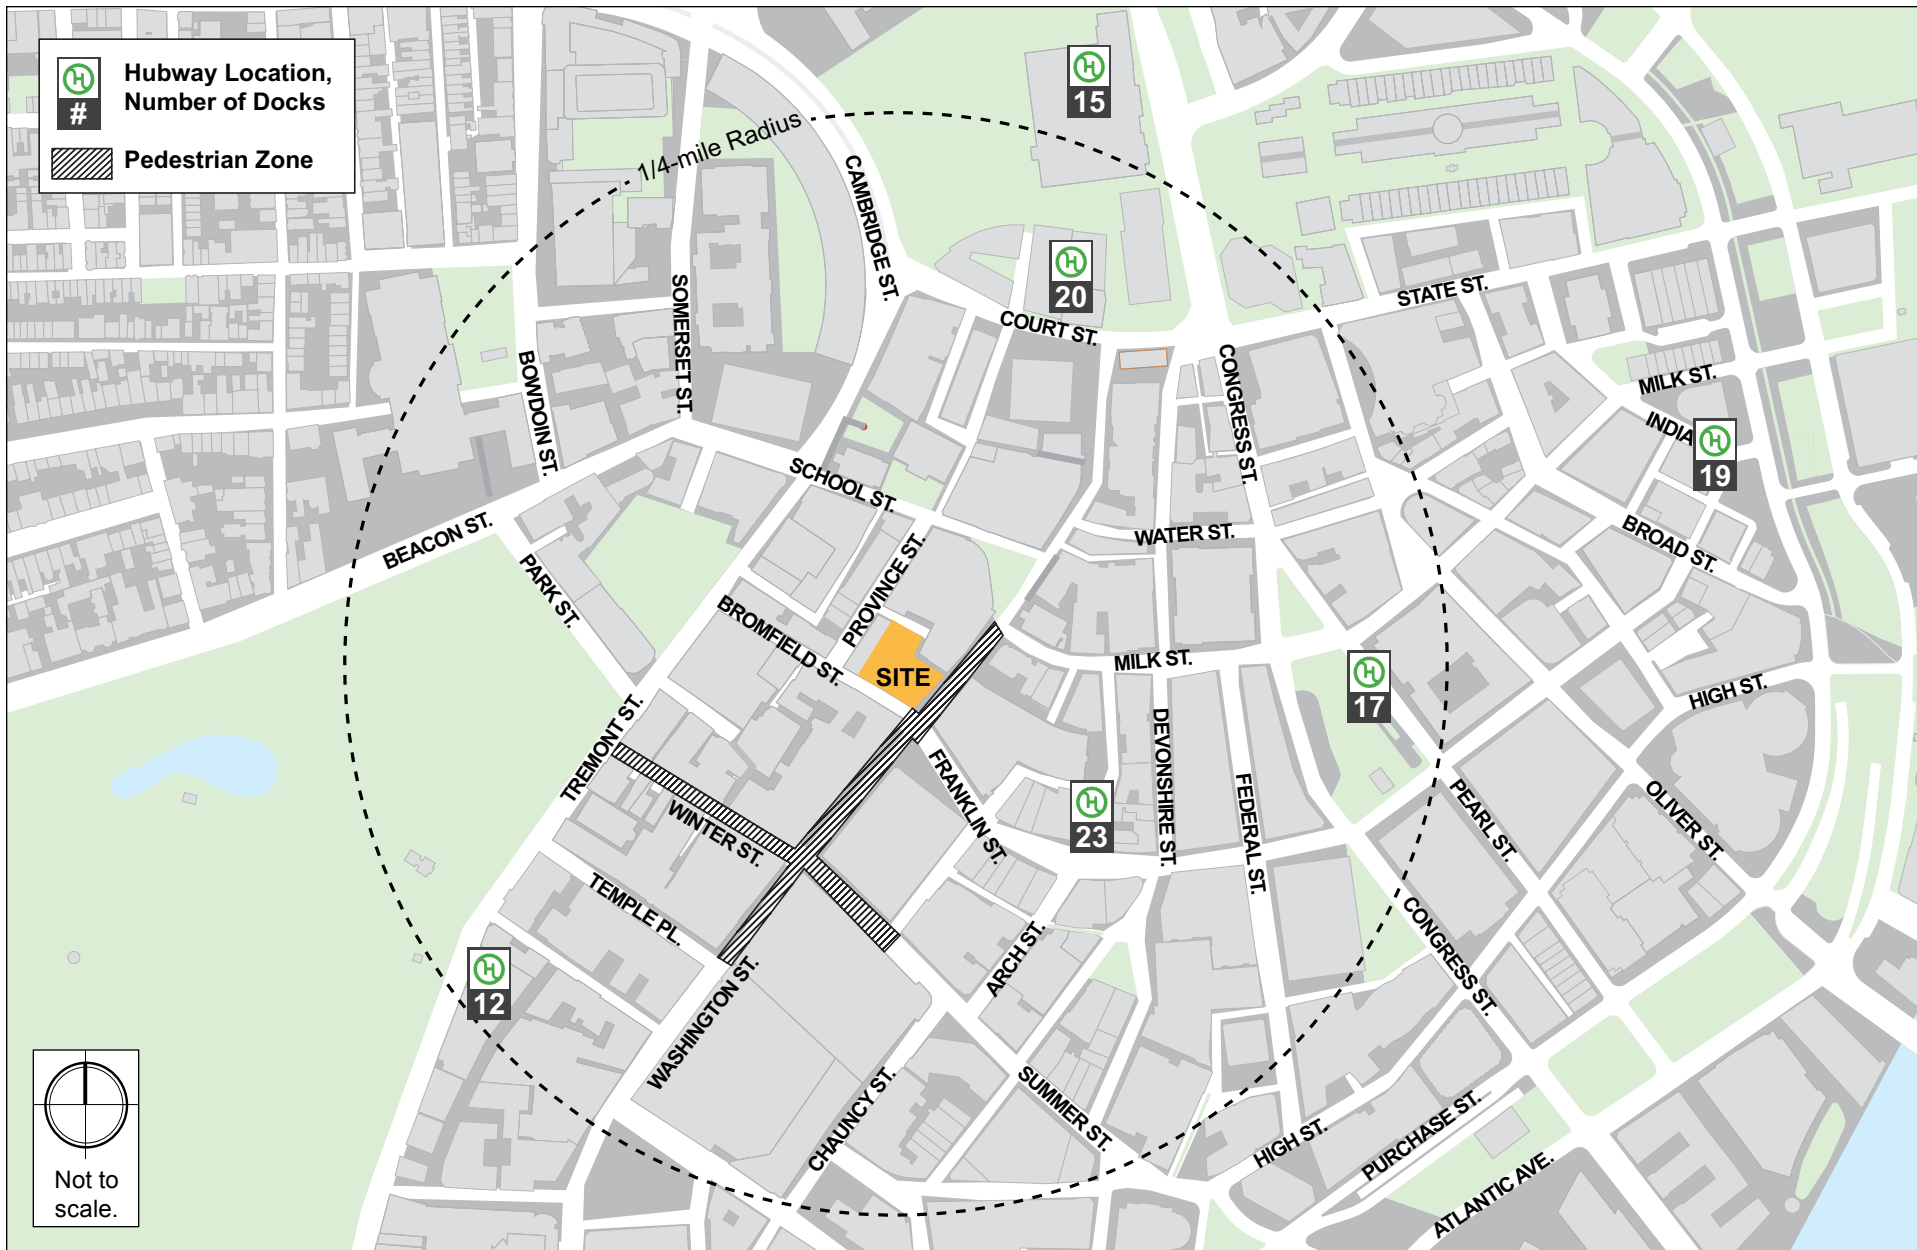 Hubway Location,
Number of Docks
#
Pedestrian Zone
1/4-mile Radius
15
20
19
17
23
12
CAMBRIDGE ST.
SOMERSET ST.
BOWDOIN ST.
COURT ST.
STATE ST.
CONGRESS ST.
MILK ST.
INDIA
BROAD ST.
SCHOOL ST.
WATER ST.
BEACON ST.
PARK ST.
PROVINCE ST.
BROMFIELD ST.
SITE
MILK ST.
HIGH ST.
TREMONT ST.
WINTER ST.
FRANKLIN ST.
DEVONSHIRE ST.
FEDERAL ST.
PEARL ST.
OLIVER ST.
TEMPLE PL.
ARCH ST.
CONGRESS ST.
WASHINGTON ST.
CHAUNCY ST.
SUMMER ST.
HIGH ST.
PURCHASE ST.
ATLANTIC AVE.
Not to
scale.